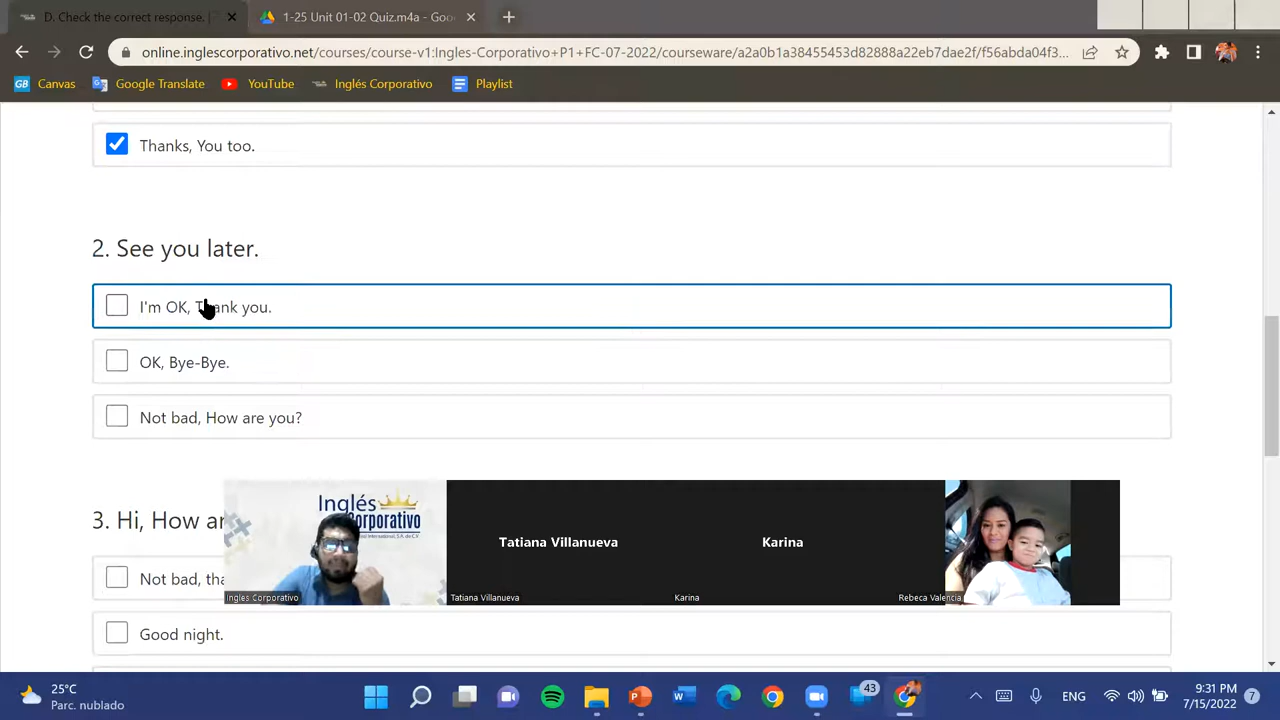 D. Check the correct response. |
1-25 Unit 01-02 Quiz.m4a - Goo
online.inglescorporativo.net/courses/course-v1:Ingles-Corporativo+P1+FC-07-2022/courseware/a2a0b1a38455453d82888a22eb7dae2f/f56abda04f3...
GB Canvas
Google Translate
YouTube
Inglés Corporativo
Playlist
Thanks, You too.
2. See you later.
I'm OK, Thank you.
OK, Bye-Bye.
Not bad, How are you?
3. Hi, How ar
Not bad, tha
Good night.
Inglés
Corporativo
Ingles Corporativo
Tatiana Villanueva
Tatiana Villanueva
Karina
Karina
Rebeca Valencia
25°C
Parc. nublado
43
ENG
9:31 PM
7/15/2022
7